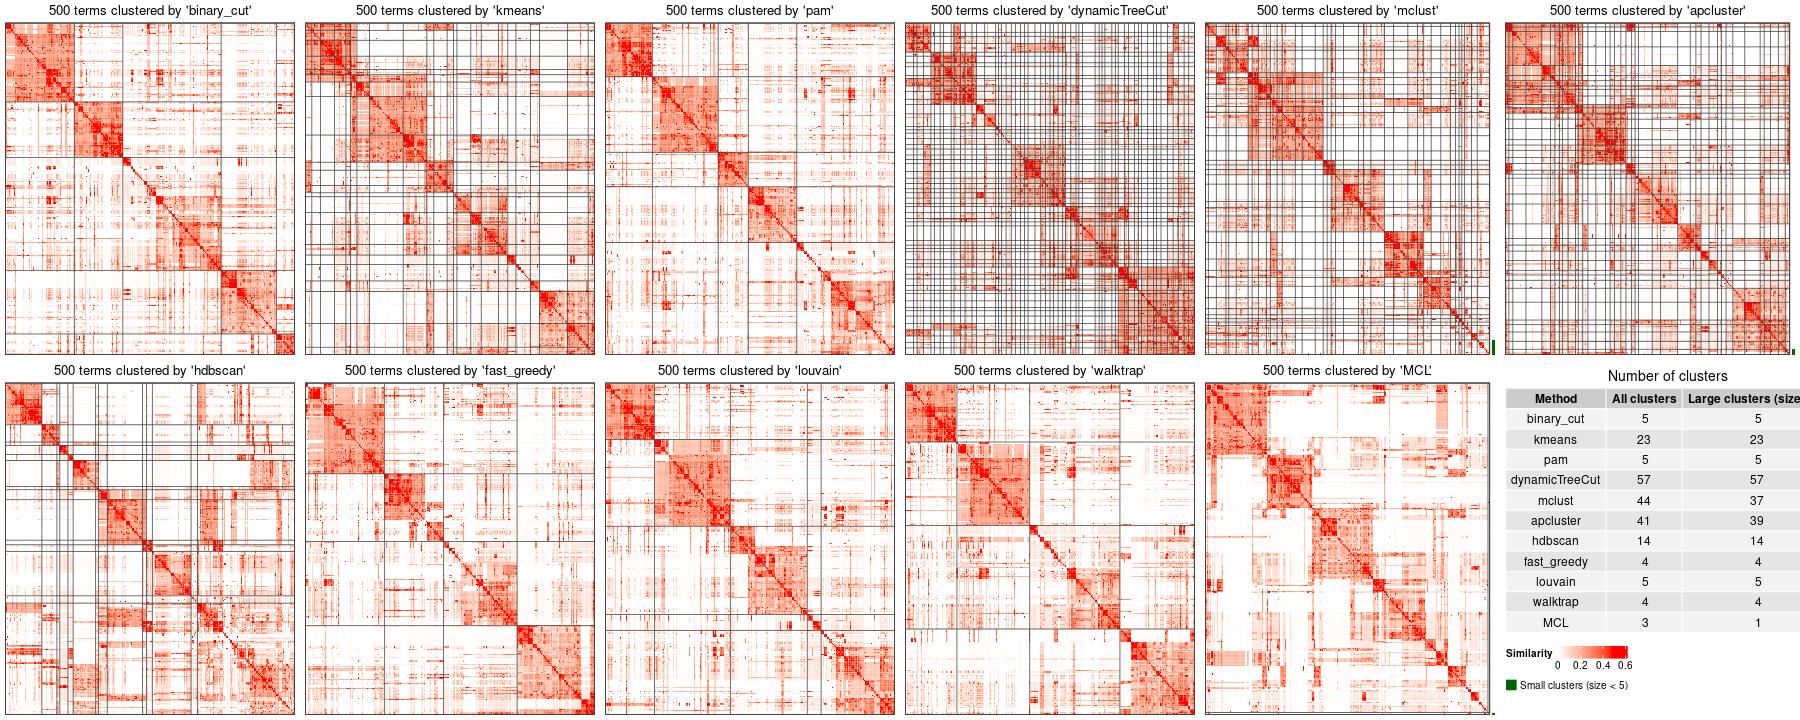 500 terms clustered by 'binary_cut'
500 terms clustered by 'kmeans'
500 terms clustered by 'pam'
500 terms clustered by 'dynamicTreeCut'
500 terms clustered by 'mclust'
500 terms clustered by 'apcluster'
500 terms clustered by 'hdbscan'
500 terms clustered by 'fast_greedy'
500 terms clustered by 'louvain'
500 terms clustered by 'walktrap'
500 terms clustered by 'MCL'
Number of clusters
Method All clusters Large clusters (size
binary_cut 5 5
kmeans 23 23
pam 5 5
dynamicTreeCut 57 57
mclust 44 37
apcluster 41 39
hdbscan 14 14
fast_greedy 4 4
louvain 5 5
walktrap 4 4
MCL 3 1
Similarity
0 0.2 0.4 0.6
Small clusters (size < 5)